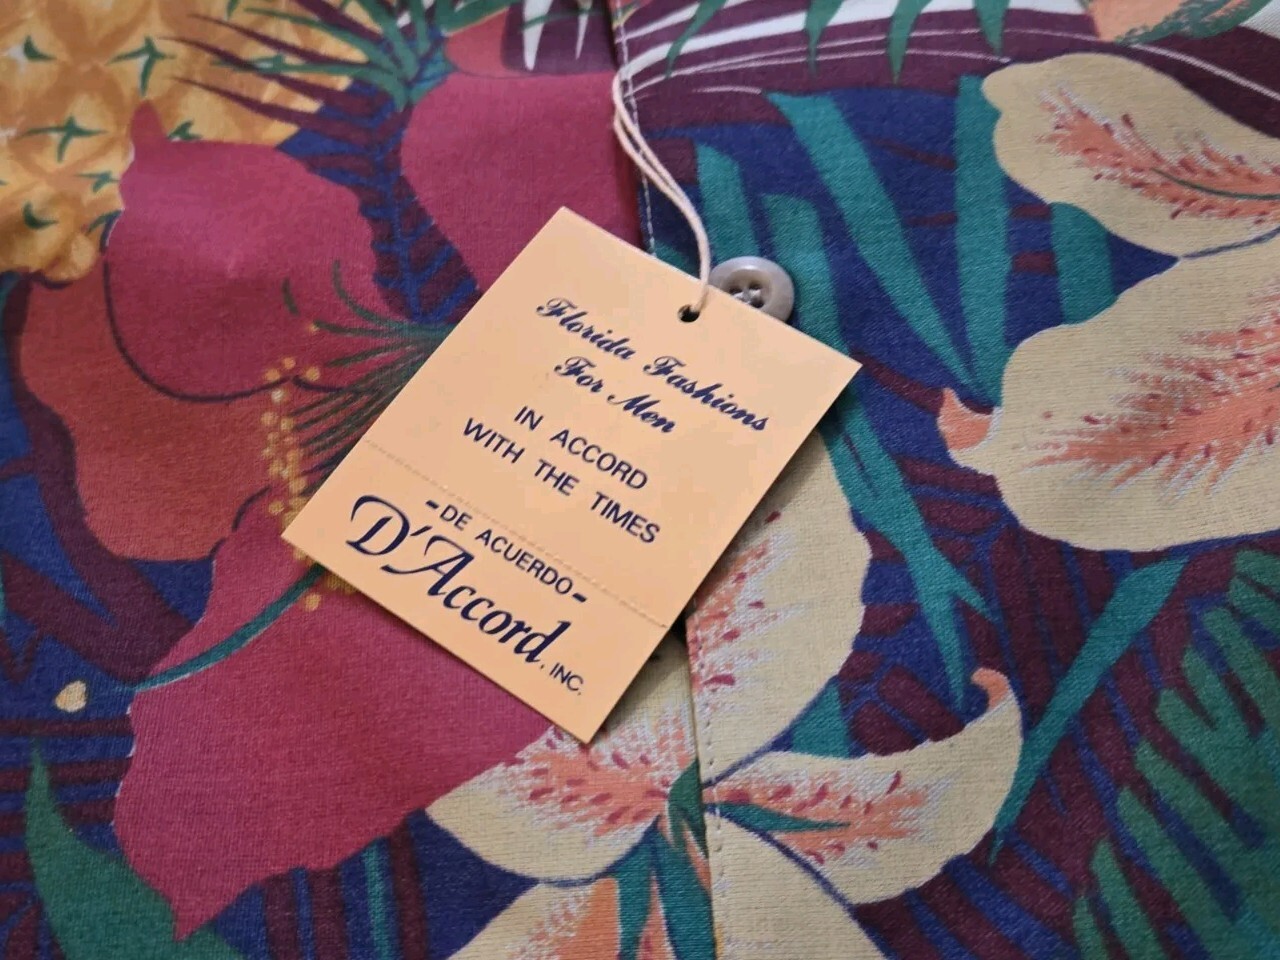 Florida Fashions
For Men
IN ACCORD
WITH THE TIMES
-DE ACUERDO-
D'Accord, INC.